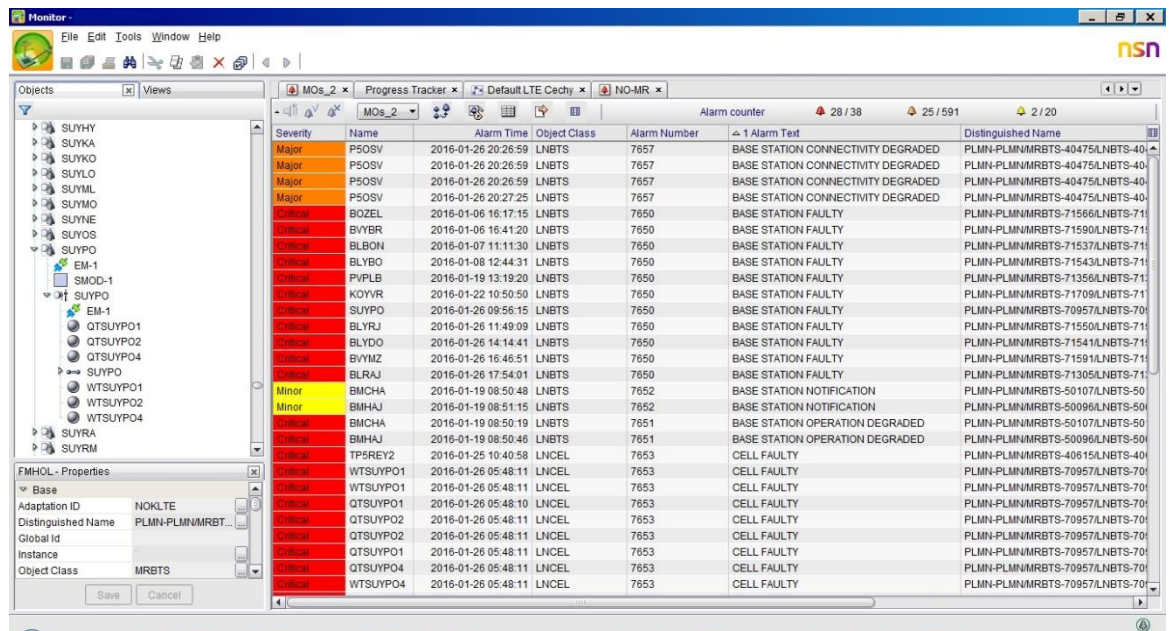 Monitor -
File Edit Tools Window Help
nsn
Objects Views
MOs_2 Progress Tracker Default LTE Cechy NO-MR
MOs_2 Alarm counter 28 / 38 25 / 591 2 / 20
SUYHY
SUYKA
SUYKO
SUYLO
SUYML
SUYMO
SUYNE
SUYOS
SUYPO
EM-1
SMOD-1
SUYPO
EM-1
QTSUYPO1
QTSUYPO2
QTSUYPO4
SUYPO
WTSUYPO1
WTSUYPO2
WTSUYPO4
SUYRA
SUYRM
FMHOL - Properties
Base
Adaptation ID NOKLTE
Distinguished Name PLMN-PLMN/MRBT...
Global Id
Instance
Object Class MRBTS
Save Cancel
Severity Name Alarm Time Object Class Alarm Number 1 Alarm Text Distinguished Name
Major P5OSV 2016-01-26 20:26:59 LNBTS 7657 BASE STATION CONNECTIVITY DEGRADED PLMN-PLMN/MRBTS-40475/LNBTS-40
Major P5OSV 2016-01-26 20:26:59 LNBTS 7657 BASE STATION CONNECTIVITY DEGRADED PLMN-PLMN/MRBTS-40475/LNBTS-40
Major P5OSV 2016-01-26 20:26:59 LNBTS 7657 BASE STATION CONNECTIVITY DEGRADED PLMN-PLMN/MRBTS-40475/LNBTS-40
Major P5OSV 2016-01-26 20:27:25 LNBTS 7657 BASE STATION CONNECTIVITY DEGRADED PLMN-PLMN/MRBTS-40475/LNBTS-40
Critical BOZEL 2016-01-06 16:17:15 LNBTS 7650 BASE STATION FAULTY PLMN-PLMN/MRBTS-71566/LNBTS-71
Critical BVYBR 2016-01-06 16:41:20 LNBTS 7650 BASE STATION FAULTY PLMN-PLMN/MRBTS-71590/LNBTS-71
Critical BLBON 2016-01-07 11:11:30 LNBTS 7650 BASE STATION FAULTY PLMN-PLMN/MRBTS-71537/LNBTS-71
Critical BLYBO 2016-01-08 12:44:31 LNBTS 7650 BASE STATION FAULTY PLMN-PLMN/MRBTS-71543/LNBTS-71
Critical PVPLB 2016-01-19 13:19:20 LNBTS 7650 BASE STATION FAULTY PLMN-PLMN/MRBTS-71356/LNBTS-71
Critical KOYVR 2016-01-22 10:50:50 LNBTS 7650 BASE STATION FAULTY PLMN-PLMN/MRBTS-71709/LNBTS-71
Critical SUYPO 2016-01-26 09:56:15 LNBTS 7650 BASE STATION FAULTY PLMN-PLMN/MRBTS-70957/LNBTS-70
Critical BLYRJ 2016-01-26 11:49:09 LNBTS 7650 BASE STATION FAULTY PLMN-PLMN/MRBTS-71550/LNBTS-71
Critical BLYDO 2016-01-26 14:14:41 LNBTS 7650 BASE STATION FAULTY PLMN-PLMN/MRBTS-71541/LNBTS-71
Critical BVYMZ 2016-01-26 16:46:51 LNBTS 7650 BASE STATION FAULTY PLMN-PLMN/MRBTS-71591/LNBTS-71
Critical BLRAJ 2016-01-26 17:54:01 LNBTS 7650 BASE STATION FAULTY PLMN-PLMN/MRBTS-71305/LNBTS-71
Minor BMCHA 2016-01-19 08:50:48 LNBTS 7652 BASE STATION NOTIFICATION PLMN-PLMN/MRBTS-50107/LNBTS-50
Minor BMHAJ 2016-01-19 08:51:15 LNBTS 7652 BASE STATION NOTIFICATION PLMN-PLMN/MRBTS-50096/LNBTS-50
Critical BMCHA 2016-01-19 08:50:19 LNBTS 7651 BASE STATION OPERATION DEGRADED PLMN-PLMN/MRBTS-50107/LNBTS-50
Critical BMHAJ 2016-01-19 08:50:46 LNBTS 7651 BASE STATION OPERATION DEGRADED PLMN-PLMN/MRBTS-50096/LNBTS-50
Critical TP5REY2 2016-01-25 10:40:58 LNCEL 7653 CELL FAULTY PLMN-PLMN/MRBTS-40615/LNBTS-40
Critical WTSUYPO1 2016-01-26 05:48:11 LNCEL 7653 CELL FAULTY PLMN-PLMN/MRBTS-70957/LNBTS-70
Critical WTSUYPO1 2016-01-26 05:48:11 LNCEL 7653 CELL FAULTY PLMN-PLMN/MRBTS-70957/LNBTS-70
Critical QTSUYPO1 2016-01-26 05:48:10 LNCEL 7653 CELL FAULTY PLMN-PLMN/MRBTS-70957/LNBTS-70
Critical QTSUYPO2 2016-01-26 05:48:11 LNCEL 7653 CELL FAULTY PLMN-PLMN/MRBTS-70957/LNBTS-70
Critical QTSUYPO2 2016-01-26 05:48:11 LNCEL 7653 CELL FAULTY PLMN-PLMN/MRBTS-70957/LNBTS-70
Critical QTSUYPO1 2016-01-26 05:48:11 LNCEL 7653 CELL FAULTY PLMN-PLMN/MRBTS-70957/LNBTS-70
Critical QTSUYPO4 2016-01-26 05:48:11 LNCEL 7653 CELL FAULTY PLMN-PLMN/MRBTS-70957/LNBTS-70
Critical WTSUYPO4 2016-01-26 05:48:11 LNCEL 7653 CELL FAULTY PLMN-PLMN/MRBTS-70957/LNBTS-70